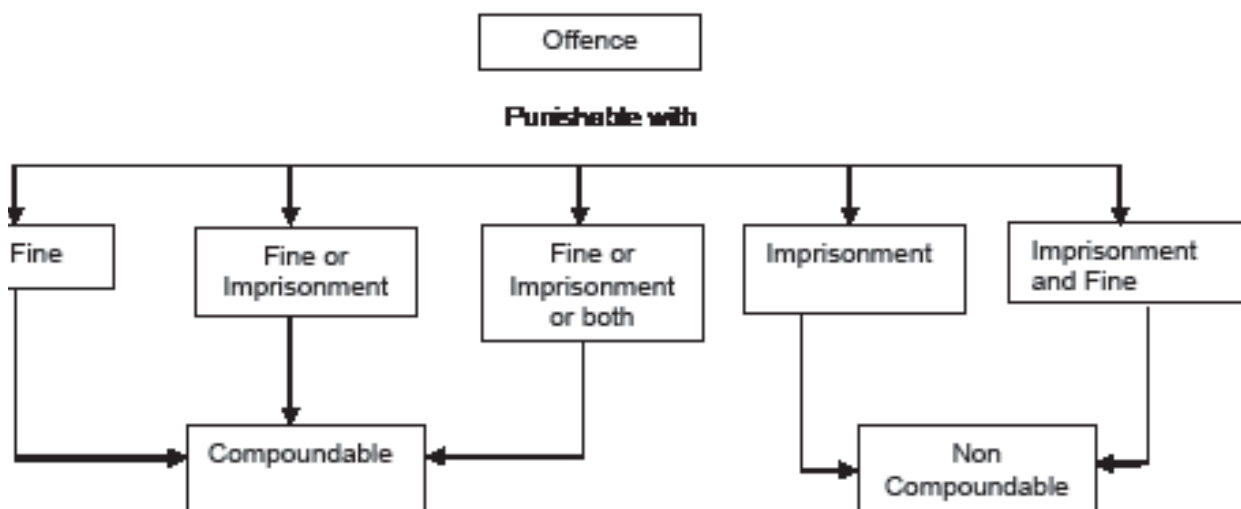 Offence
Punishable with
Fine
Fine or
Imprisonment
Fine or
Imprisonment
or both
Imprisonment
Imprisonment
and Fine
Compoundable
Non
Compoundable